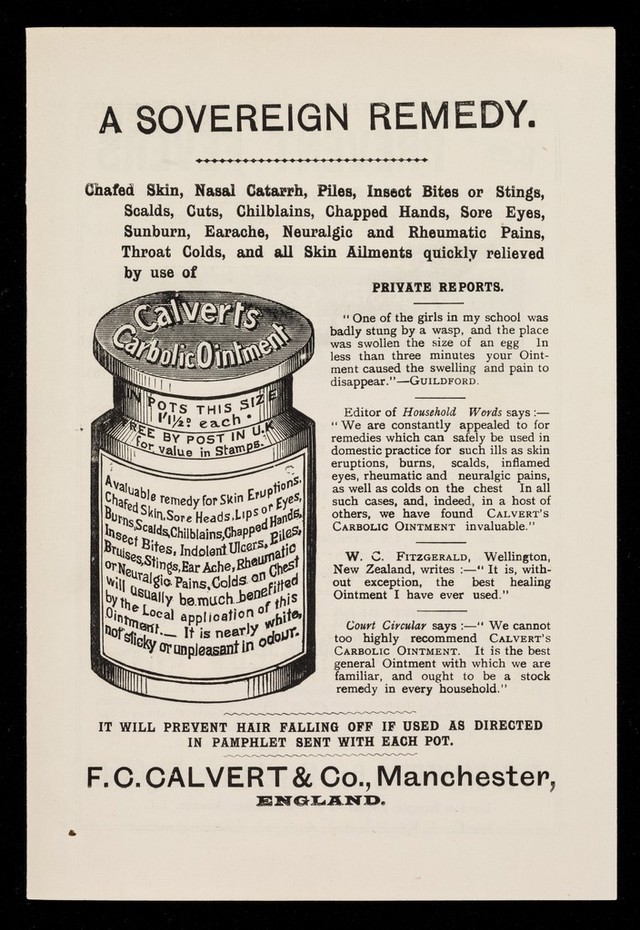 A SOVEREIGN REMEDY.
Chafed Skin, Nasal Catarrh, Piles, Insect Bites or Stings,
Scalds, Cuts, Chilblains, Chapped Hands, Sore Eyes,
Sunburn, Earache, Neuralgic and Rheumatic Pains,
Throat Colds, and all Skin Ailments quickly relieved
by use of
Calverts
Carbolic Ointment
IN POTS THIS SIZE
1/1½D each.
FREE BY POST IN U.K
for value in Stamps.
A valuable remedy for Skin Eruptions.
Chafed Skin, Sore Heads, Lips or Eyes,
Burns, Scalds, Chilblains, Chapped Hands,
Insect Bites, Indolent Ulcers, Piles,
Bruises, Stings, Ear Ache, Rheumatic
or Neuralgic Pains, Colds on Chest
will usually be much benefitted
by the Local application of this
Ointment.— It is nearly white,
not sticky or unpleasant in odour.
PRIVATE REPORTS.
"One of the girls in my school was
badly stung by a wasp, and the place
was swollen the size of an egg In
less than three minutes your Oint-
ment caused the swelling and pain to
disappear."—GUILDFORD.
Editor of Household Words says:—
"We are constantly appealed to for
remedies which can safely be used in
domestic practice for such ills as skin
eruptions, burns, scalds, inflamed
eyes, rheumatic and neuralgic pains,
as well as colds on the chest In all
such cases, and, indeed, in a host of
others, we have found CALVERT'S
CARBOLIC OINTMENT invaluable."
W. C. FITZGERALD, Wellington,
New Zealand, writes:—"It is, with-
out exception, the best healing
Ointment I have ever used."
Court Circular says:—"We cannot
too highly recommend CALVERT'S
CARBOLIC OINTMENT. It is the best
general Ointment with which we are
familiar, and ought to be a stock
remedy in every household."
IT WILL PREVENT HAIR FALLING OFF IF USED AS DIRECTED
IN PAMPHLET SENT WITH EACH POT.
F. C. CALVERT & Co., Manchester,
ENGLAND.